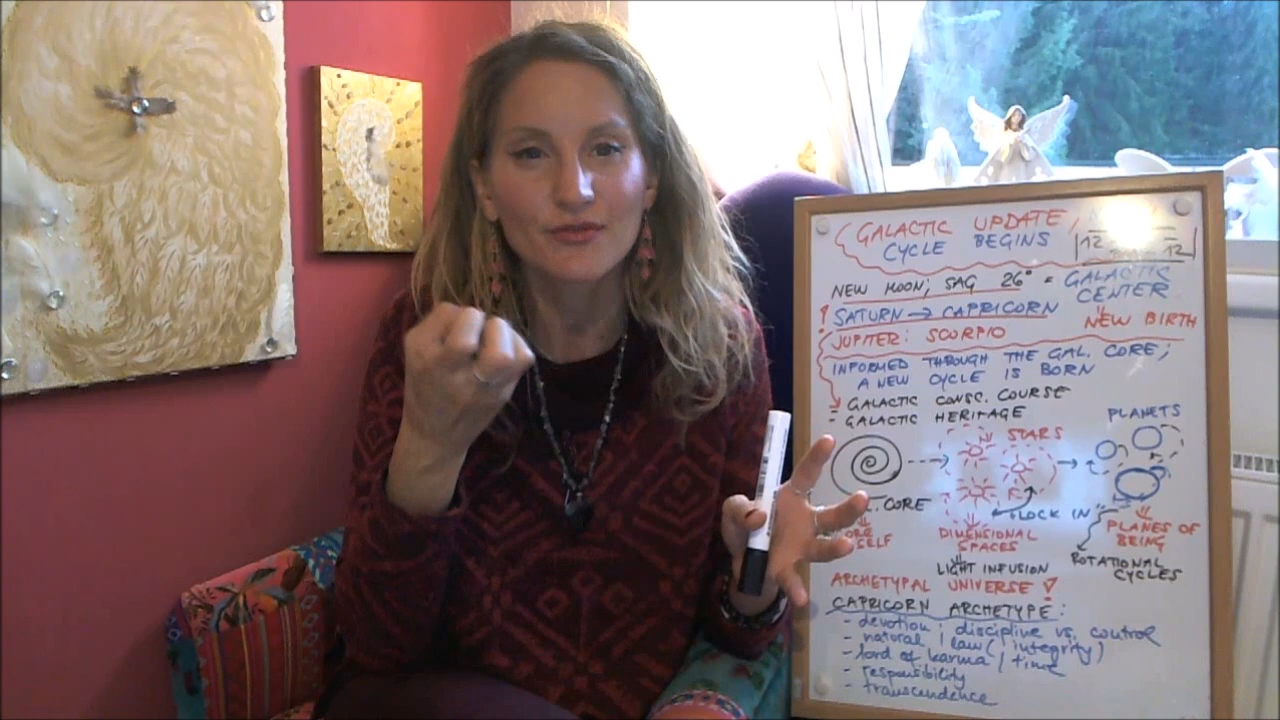 GALACTIC UPDATE /
CYCLE BEGINS
12 12
NEW MOON; SAG 26° = GALACTIC CENTER
! SATURN → CAPRICORN
JUPITER: SCORPIO
NEW BIRTH
INFORMED THROUGH THE GAL. CORE;
A NEW CYCLE IS BORN
- GALACTIC CONSC. COURSE
- GALACTIC HERITAGE
PLANETS
STARS
. CORE
LOCK IN
SELF
DIMENSIONAL
SPACES
PLANES OF
BEING
LIGHT INFUSION
ROTATIONAL
CYCLES
ARCHETYPAL UNIVERSE !
CAPRICORN ARCHETYPE:
- devotion, discipline vs. control
- natural law (integrity)
- lord of karma / time
- responsibility
- transcendence